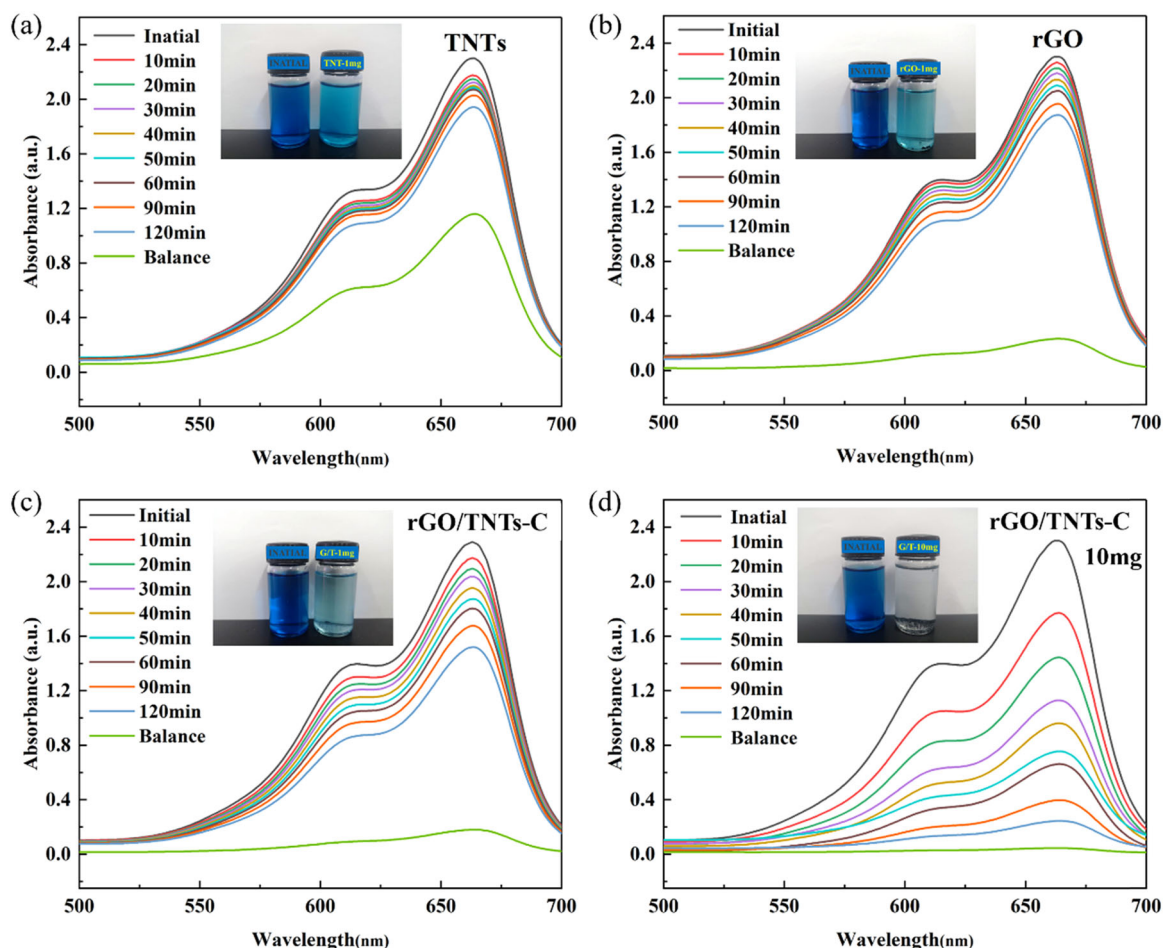 (a)
TNTs
Inatial
10min
20min
30min
40min
50min
60min
90min
120min
Balance
INATIAL
TNT-1mg
2.4
2.0
1.6
1.2
0.8
0.4
0.0
Absorbance (a.u.)
500
550
600
650
700
Wavelength(nm)
(b)
rGO
Initial
10min
20min
30min
40min
50min
60min
90min
120min
Balance
INATIAL
rGO-1mg
2.4
2.0
1.6
1.2
0.8
0.4
0.0
Absorbance (a.u.)
500
550
600
650
700
Wavelength(nm)
(c)
rGO/TNTs-C
Initial
10min
20min
30min
40min
50min
60min
90min
120min
Balance
INATIAL
G/T-1mg
2.4
2.0
1.6
1.2
0.8
0.4
0.0
Absorbance (a.u.)
500
550
600
650
700
Wavelength(nm)
(d)
rGO/TNTs-C
10mg
Inatial
10min
20min
30min
40min
50min
60min
90min
120min
Balance
INATIAL
G/T-10mg
2.4
2.0
1.6
1.2
0.8
0.4
0.0
Absorbance (a.u.)
500
550
600
650
700
Wavelength(nm)